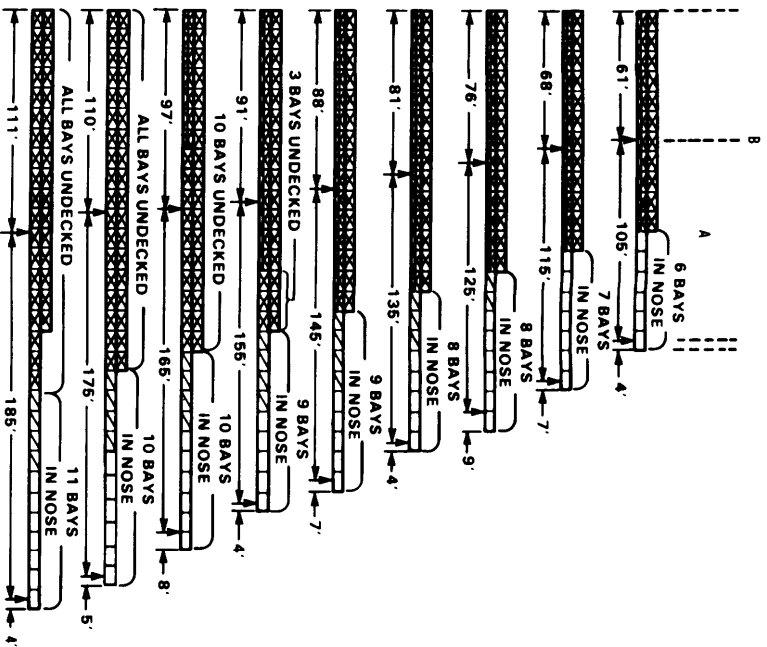 B
A
6 BAYS
IN NOSE
61' 105' 4'
7 BAYS
IN NOSE
68' 115' 7'
8 BAYS
IN NOSE
76' 125' 9'
8 BAYS
IN NOSE
81' 135' 4'
9 BAYS
IN NOSE
88' 145' 7'
3 BAYS UNDECKED
9 BAYS
IN NOSE
91' 155' 4'
10 BAYS UNDECKED
10 BAYS
IN NOSE
97' 165' 8'
ALL BAYS UNDECKED
10 BAYS
IN NOSE
110' 175' 5'
ALL BAYS UNDECKED
11 BAYS
IN NOSE
111' 185' 4'